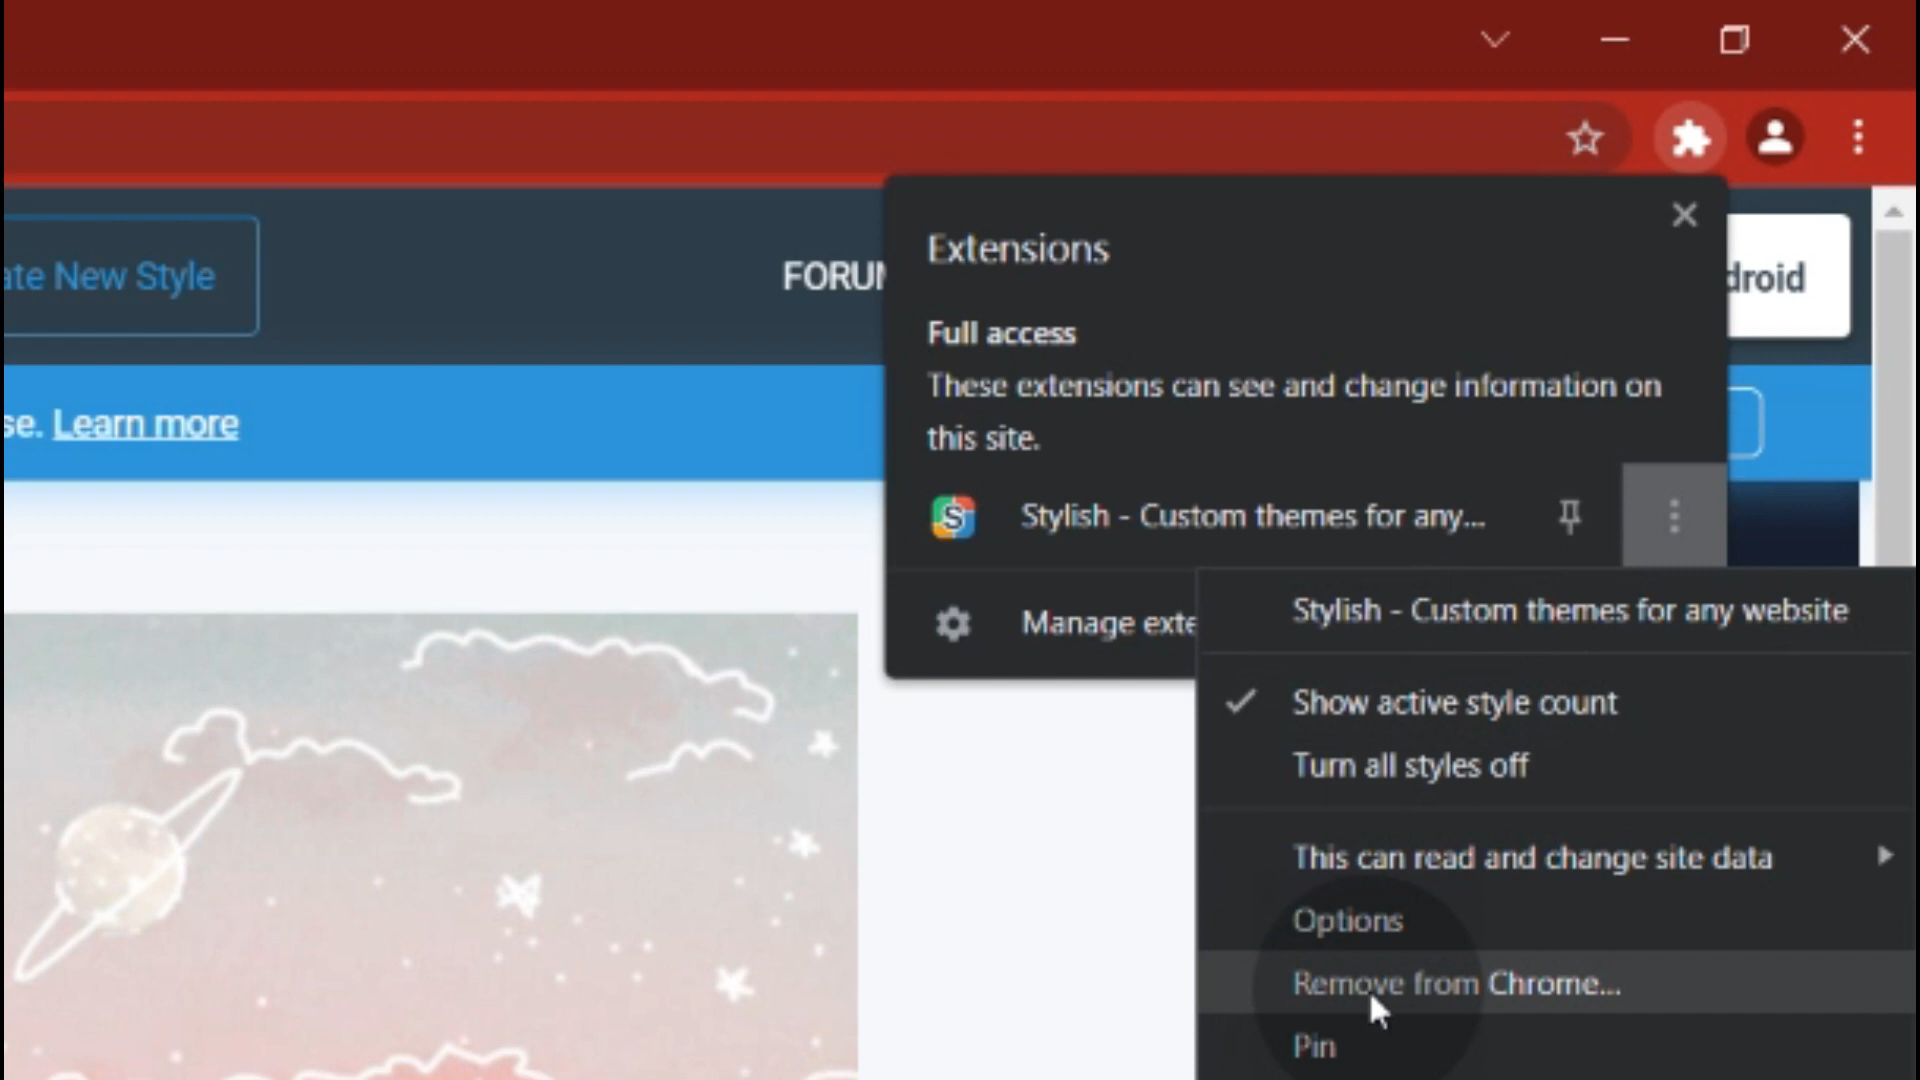 ate New Style
FORUM
droid
se. Learn more
Extensions
Full access
These extensions can see and change information on
this site.
S
Stylish - Custom themes for any...
Manage exte
Stylish - Custom themes for any website
Show active style count
Turn all styles off
This can read and change site data
Options
Remove from Chrome...
Pin